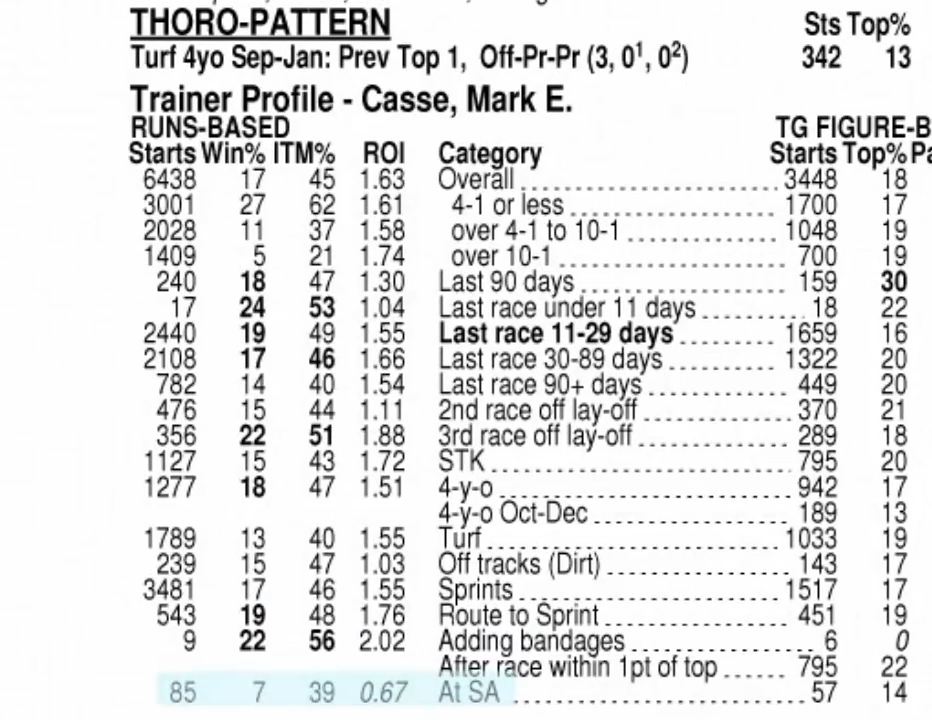 THORO-PATTERN Sts Top%
Turf 4yo Sep-Jan: Prev Top 1, Off-Pr-Pr (3, 0¹, 0²) 342 13
Trainer Profile - Casse, Mark E.
RUNS-BASED TG FIGURE-B
Starts Win% ITM% ROI Category Starts Top% Pa
6438 17 45 1.63 Overall 3448 18
3001 27 62 1.61 4-1 or less 1700 17
2028 11 37 1.58 over 4-1 to 10-1 1048 19
1409 5 21 1.74 over 10-1 700 19
240 18 47 1.30 Last 90 days 159 30
17 24 53 1.04 Last race under 11 days 18 22
2440 19 49 1.55 Last race 11-29 days 1659 16
2108 17 46 1.66 Last race 30-89 days 1322 20
782 14 40 1.54 Last race 90+ days 449 20
476 15 44 1.11 2nd race off lay-off 370 21
356 22 51 1.88 3rd race off lay-off 289 18
1127 15 43 1.72 STK 795 20
1277 18 47 1.51 4-y-o 942 17
4-y-o Oct-Dec 189 13
1789 13 40 1.55 Turf 1033 19
239 15 47 1.03 Off tracks (Dirt) 143 17
3481 17 46 1.55 Sprints 1517 17
543 19 48 1.76 Route to Sprint 451 19
9 22 56 2.02 Adding bandages 6 0
After race within 1pt of top 795 22
85 7 39 0.67 At SA 57 14